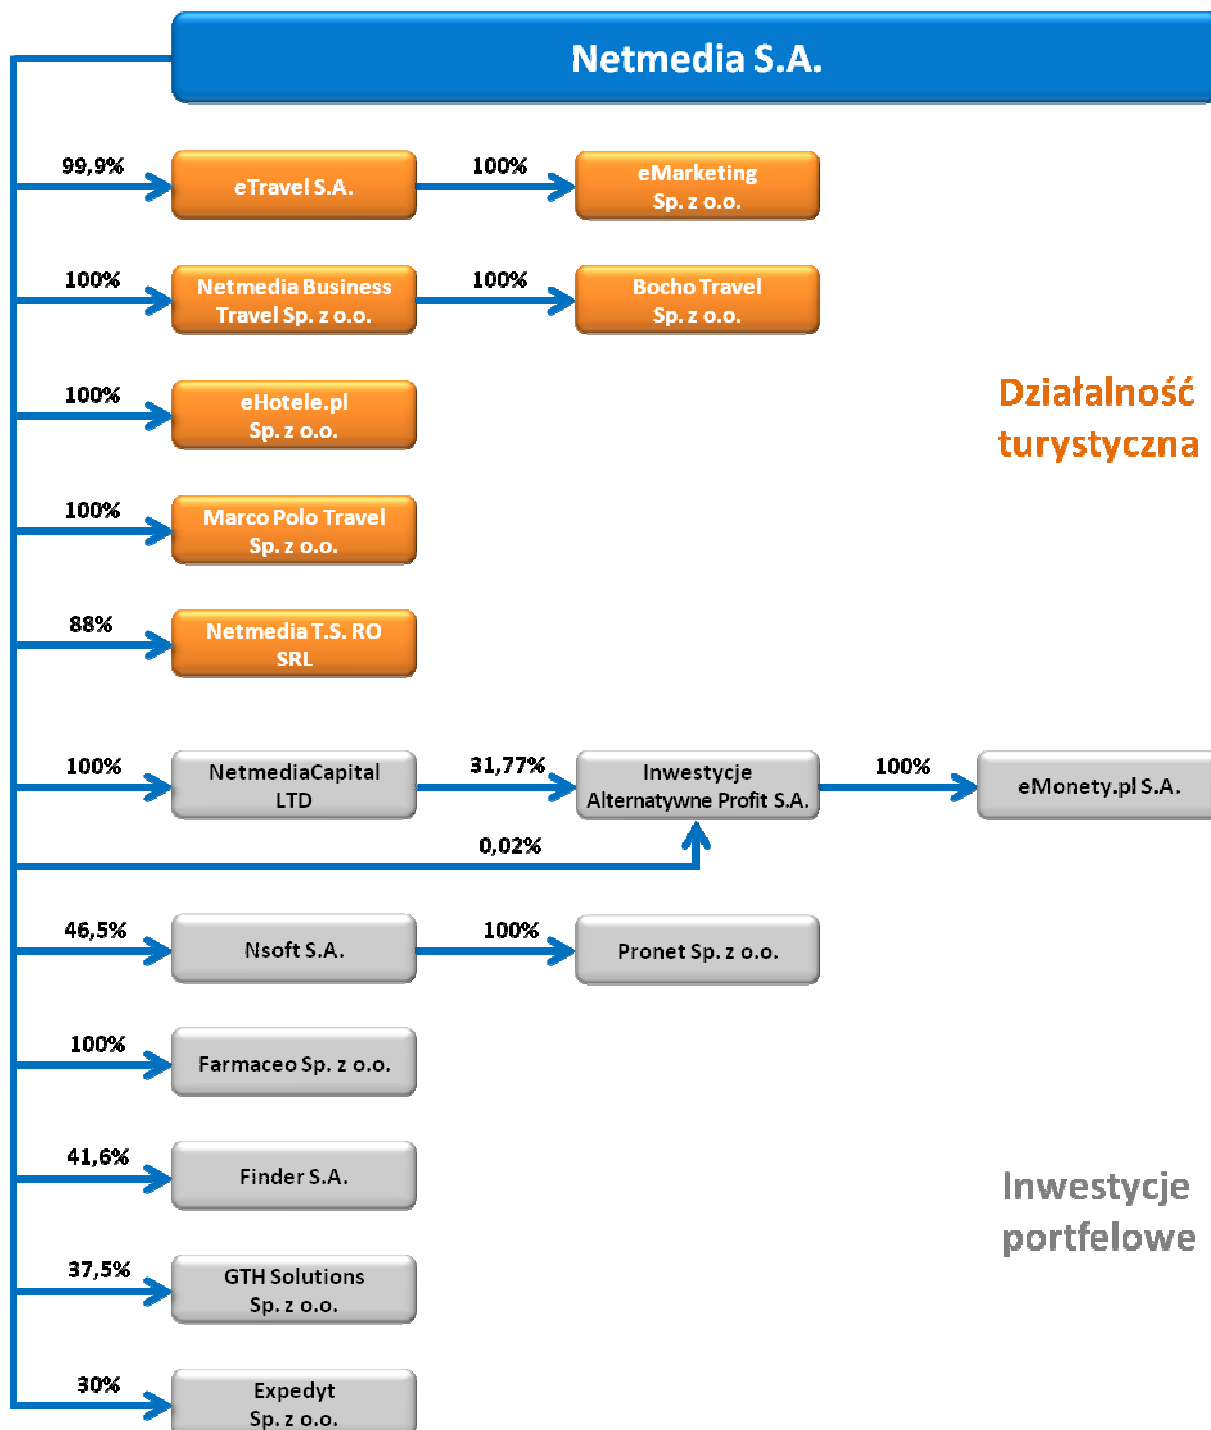 Netmedia S.A.
99,9%
eTravel S.A.
100%
eMarketing
Sp. z o.o.
100%
Netmedia Business
Travel Sp. z o.o.
100%
Bocho Travel
Sp. z o.o.
100%
eHotele.pl
Sp. z o.o.
Działalność
turystyczna
100%
Marco Polo Travel
Sp. z o.o.
88%
Netmedia T.S. RO
SRL
100%
NetmediaCapital
LTD
31,77%
Inwestycje
Alternatywne Profit S.A.
100%
eMonety.pl S.A.
0,02%
46,5%
Nsoft S.A.
100%
Pronet Sp. z o.o.
100%
Farmaceo Sp. z o.o.
41,6%
Finder S.A.
Inwestycje
portfelowe
37,5%
GTH Solutions
Sp. z o.o.
30%
Expedyt
Sp. z o.o.